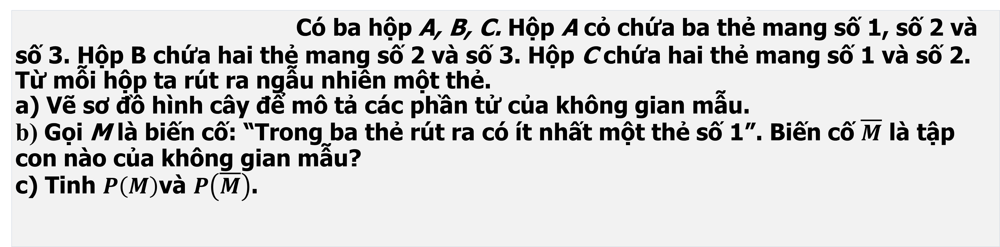 Có ba hộp A, B, C. Hộp A cỏ chứa ba thẻ mang số 1, số 2 và
số 3. Hộp B chứa hai thẻ mang số 2 và số 3. Hộp C chứa hai thẻ mang số 1 và số 2.
Từ mỗi hộp ta rút ra ngẫu nhiên một thẻ.
a) Vẽ sơ đồ hình cây để mô tả các phần tử của không gian mẫu.
b) Gọi M là biến cố: “Trong ba thẻ rút ra có ít nhất một thẻ số 1”. Biến cố M̅ là tập
con nào của không gian mẫu?
c) Tinh P(M)và P(M̅).